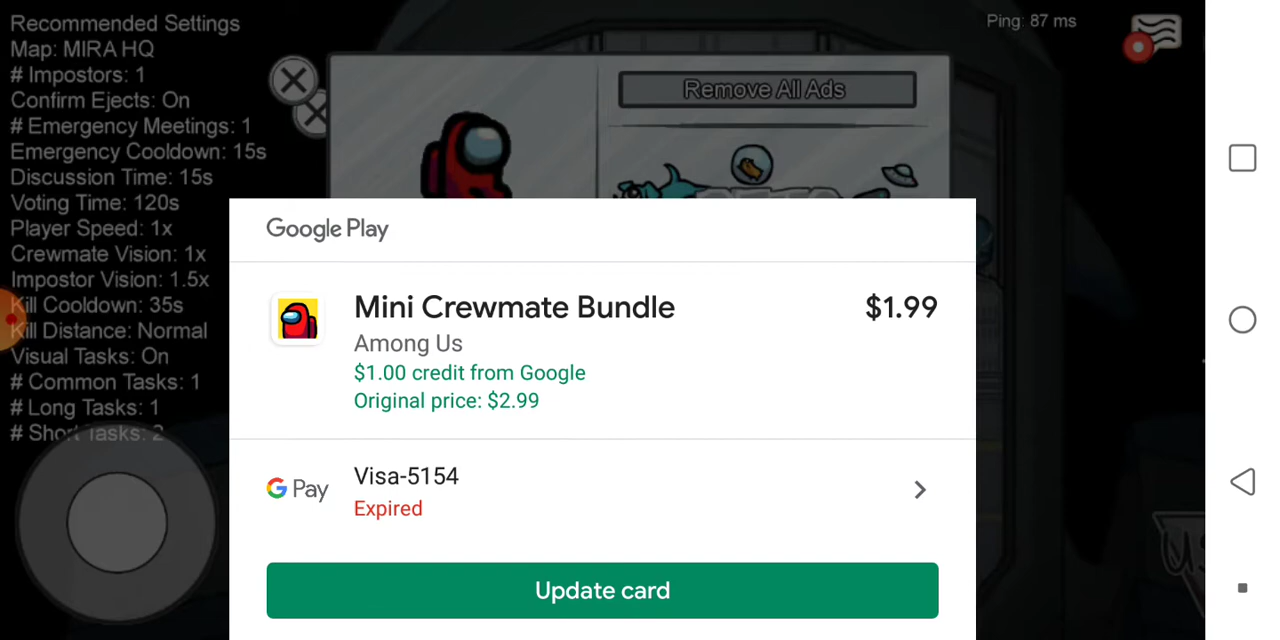 Recommended Settings
Map: MIRA HQ
# Impostors: 1
Confirm Ejects: On
# Emergency Meetings: 1
Emergency Cooldown: 15s
Discussion Time: 15s
Voting Time: 120s
Player Speed: 1x
Crewmate Vision: 1x
Impostor Vision: 1.5x
Kill Cooldown: 35s
Kill Distance: Normal
Visual Tasks: On
# Common Tasks: 1
# Long Tasks: 1
# Short Tasks: 2
Ping: 87 ms
Remove All Ads
Google Play
Mini Crewmate Bundle
$1.99
Among Us
$1.00 credit from Google
Original price: $2.99
G Pay
Visa-5154
Expired
Update card